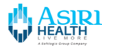 ASIRI
HEALTH
LIVE MORE
A Softlogic Group Company